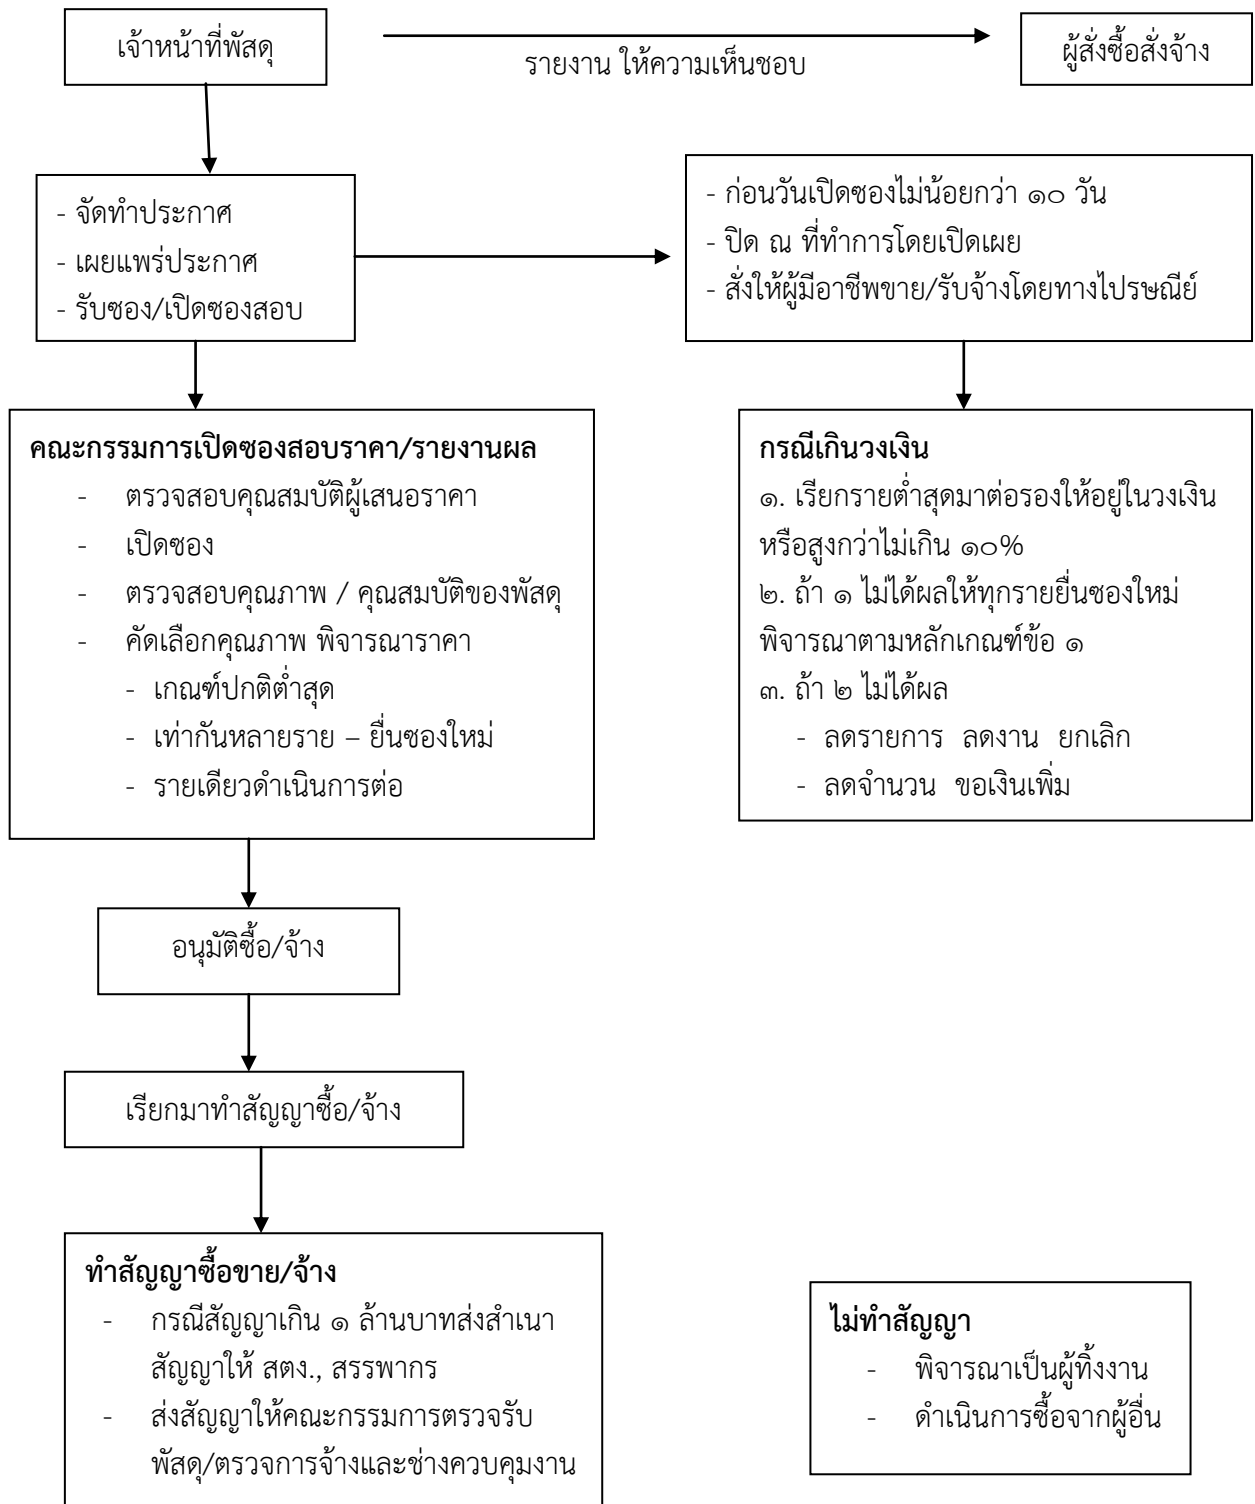 เจ้าหน้าที่พัสดุ
รายงาน ให้ความเห็นชอบ
ผู้สั่งซื้อสั่งจ้าง
- จัดทำประกาศ
- เผยแพร่ประกาศ
- รับซอง/เปิดซองสอบ
- ก่อนวันเปิดซองไม่น้อยกว่า ๑๐ วัน
- ปิด ณ ที่ทำการโดยเปิดเผย
- สั่งให้ผู้มีอาชีพขาย/รับจ้างโดยทางไปรษณีย์
คณะกรรมการเปิดซองสอบราคา/รายงานผล
- ตรวจสอบคุณสมบัติผู้เสนอราคา
- เปิดซอง
- ตรวจสอบคุณภาพ / คุณสมบัติของพัสดุ
- คัดเลือกคุณภาพ พิจารณาราคา
- เกณฑ์ปกติต่ำสุด
- เท่ากันหลายราย – ยื่นซองใหม่
- รายเดียวดำเนินการต่อ
กรณีเกินวงเงิน
๑. เรียกรายต่ำสุดมาต่อรองให้อยู่ในวงเงิน
หรือสูงกว่าไม่เกิน ๑๐%
๒. ถ้า ๑ ไม่ได้ผลให้ทุกรายยื่นซองใหม่
พิจารณาตามหลักเกณฑ์ข้อ ๑
๓. ถ้า ๒ ไม่ได้ผล
- ลดรายการ ลดงาน ยกเลิก
- ลดจำนวน ขอเงินเพิ่ม
อนุมัติซื้อ/จ้าง
เรียกมาทำสัญญาซื้อ/จ้าง
ทำสัญญาซื้อขาย/จ้าง
- กรณีสัญญาเกิน ๑ ล้านบาทส่งสำเนา
สัญญาให้ สตง., สรรพากร
- ส่งสัญญาให้คณะกรรมการตรวจรับ
พัสดุ/ตรวจการจ้างและช่างควบคุมงาน
ไม่ทำสัญญา
- พิจารณาเป็นผู้ทิ้งงาน
- ดำเนินการซื้อจากผู้อื่น